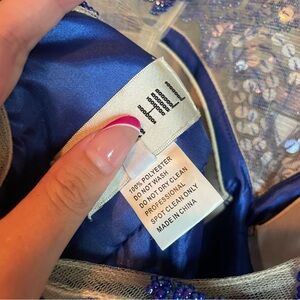 100% POLYESTER
DO NOT WASH
DO NOT DRY CLEAN
PROFESSIONAL
SPOT CLEAN ONLY
MADE IN CHINA